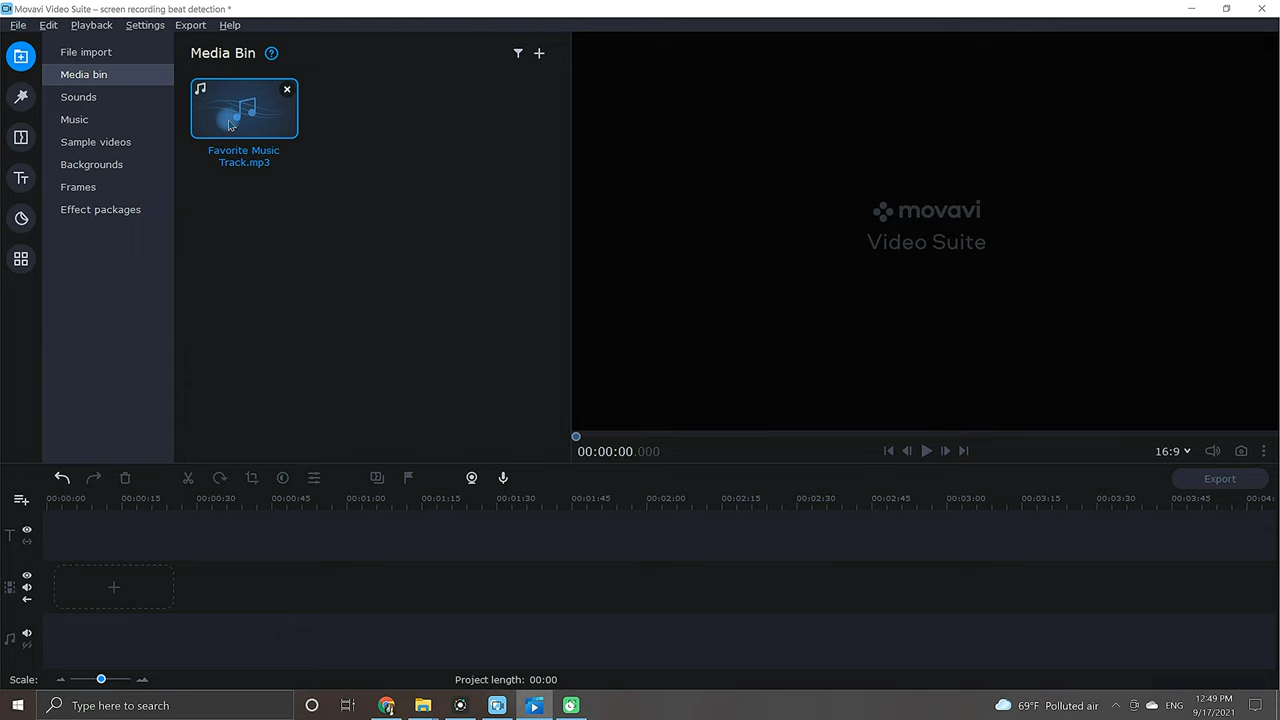 Movavi Video Suite – screen recording beat detection *
File Edit Playback Settings Export Help
File import
Media bin
Sounds
Music
Sample videos
Backgrounds
Frames
Effect packages
Media Bin ?
Favorite Music
Track.mp3
movavi
Video Suite
00:00:00.000
16:9
Export
00:00:00 00:00:15 00:00:30 00:00:45 00:01:00 00:01:15 00:01:30 00:01:45 00:02:00 00:02:15 00:02:30 00:02:45 00:03:00 00:03:15 00:03:30 00:03:45 00:04:
Scale:
Project length: 00:00
Type here to search
69°F Polluted air
ENG
12:49 PM
9/17/2021